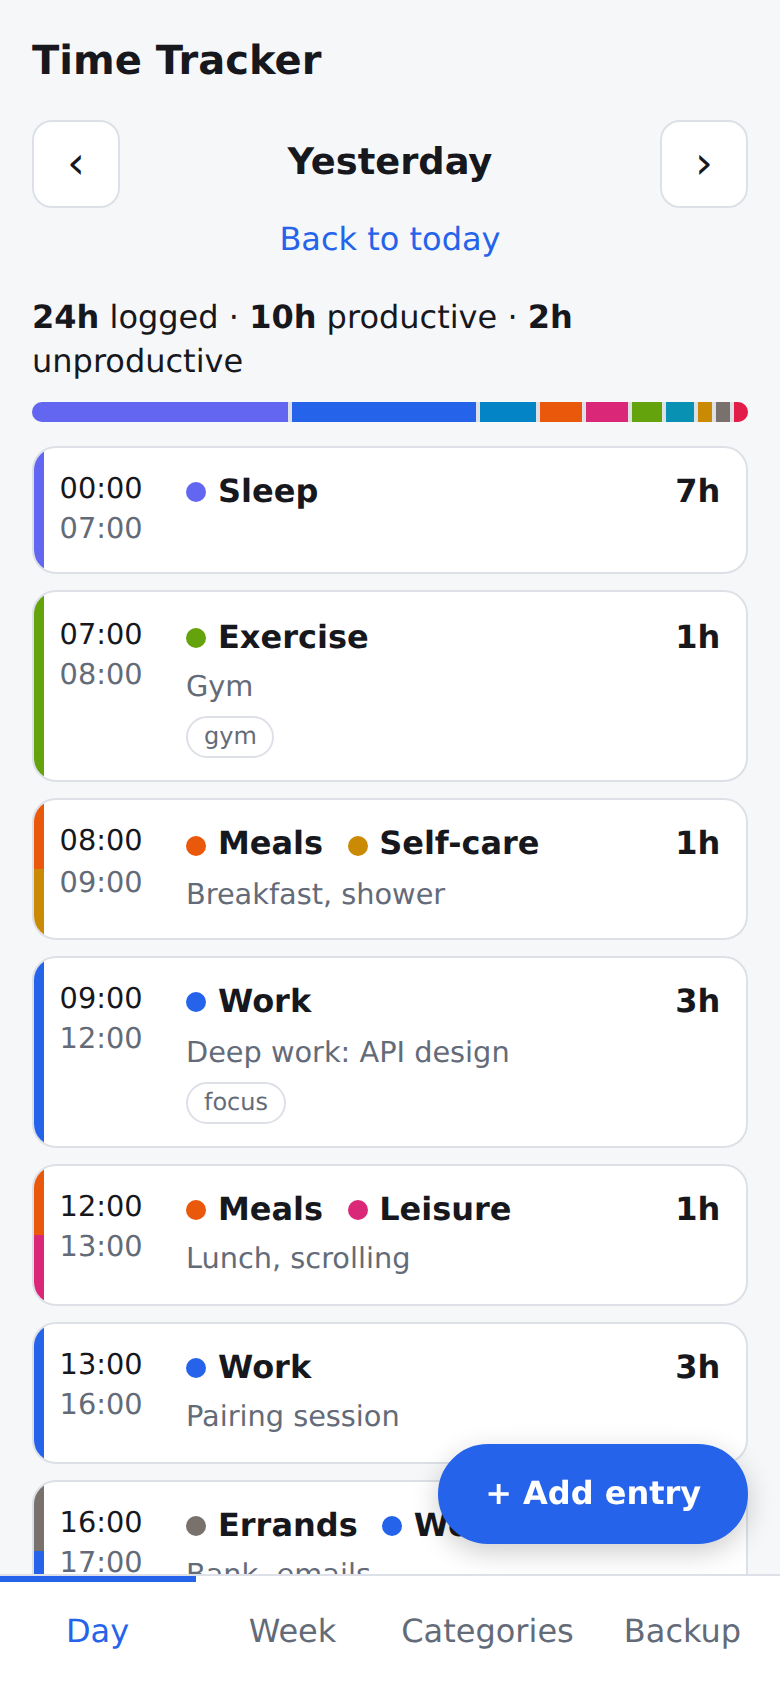 Time Tracker
‹
Yesterday
›
Back to today
24h logged · 10h productive · 2h
unproductive
00:00
07:00
Sleep
7h
07:00
08:00
Exercise
1h
Gym
gym
08:00
09:00
Meals
Self-care
1h
Breakfast, shower
09:00
12:00
Work
3h
Deep work: API design
focus
12:00
13:00
Meals
Leisure
1h
Lunch, scrolling
13:00
16:00
Work
3h
Pairing session
16:00
17:00
Errands
Bank, emails
+ Add entry
Day
Week
Categories
Backup